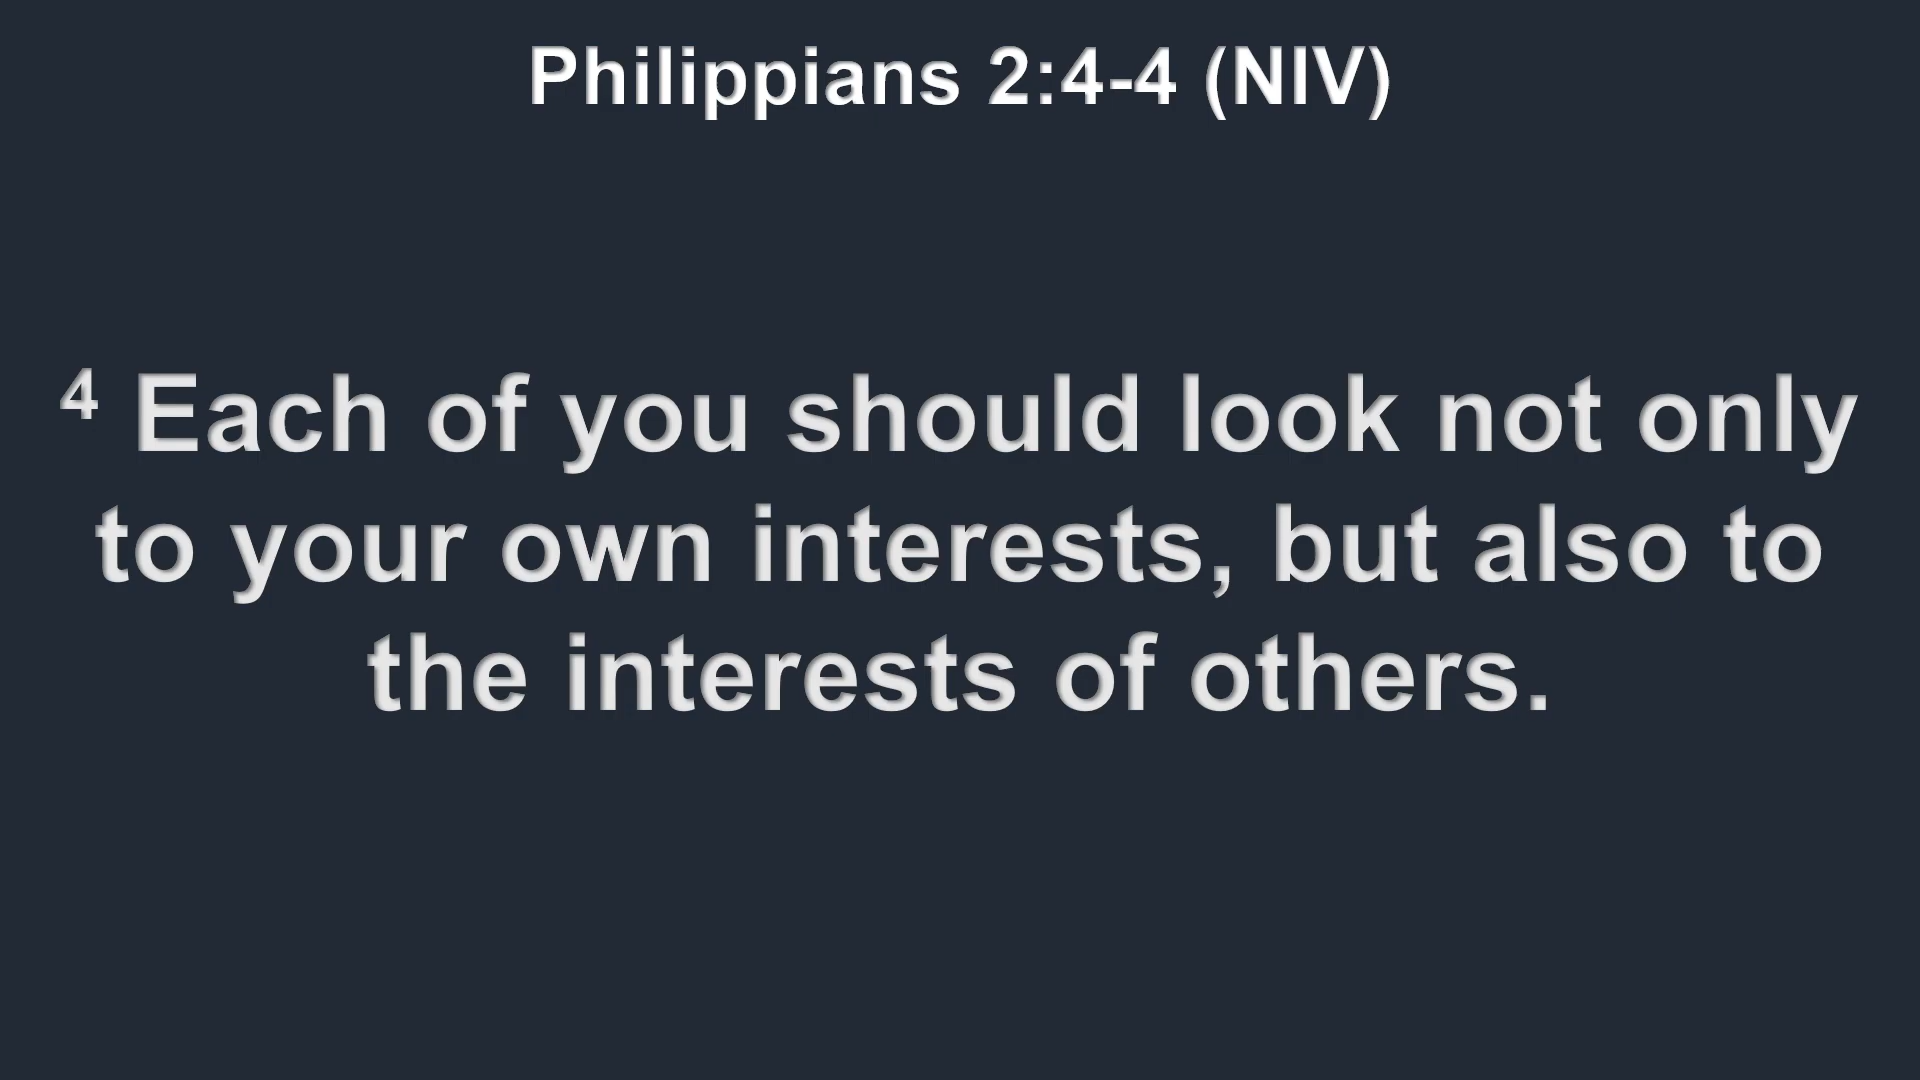 Philippians 2:4-4 (NIV)
4 Each of you should look not only
to your own interests, but also to
the interests of others.